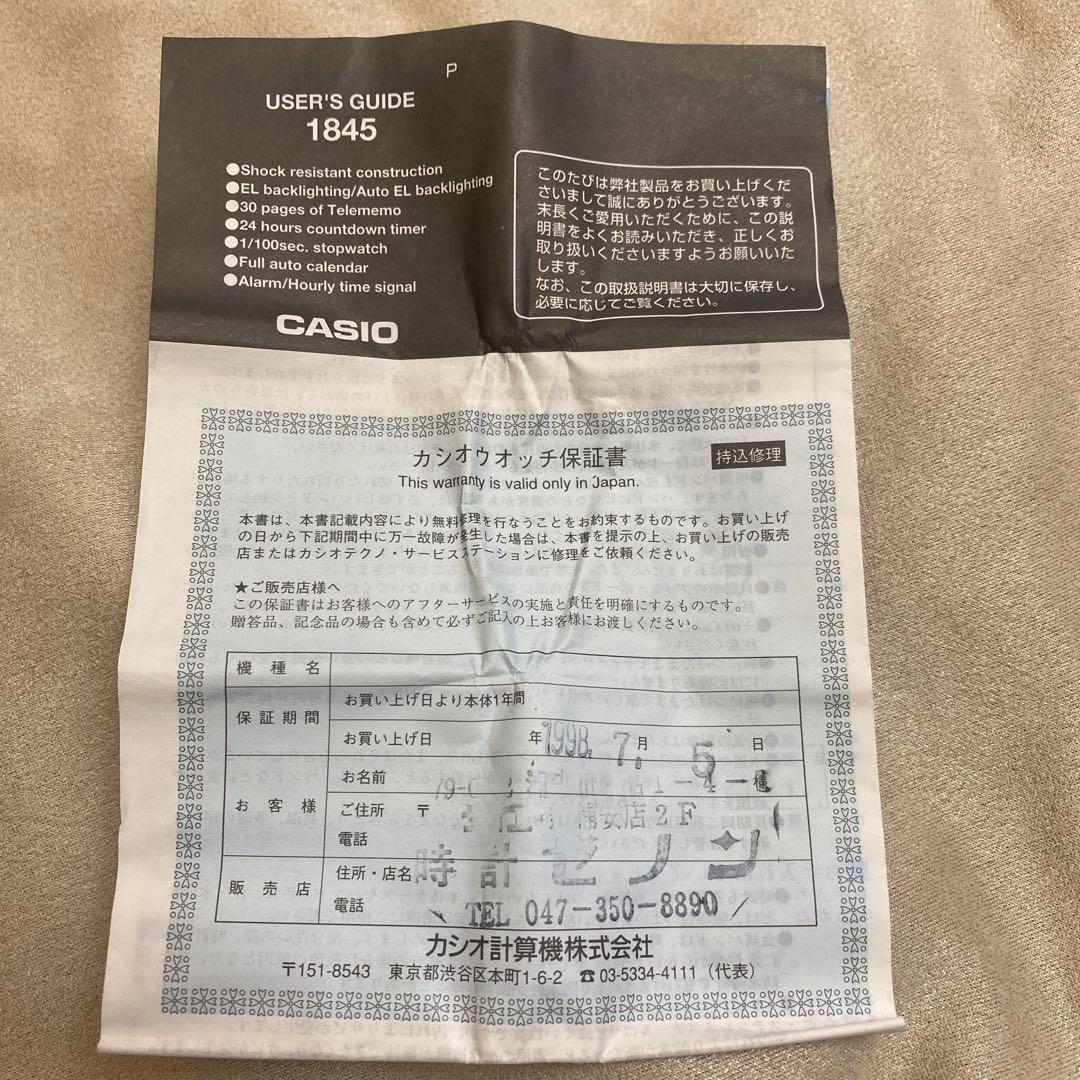 P
USER'S GUIDE
1845
●Shock resistant construction
●EL backlighting/Auto EL backlighting
●30 pages of Telememo
●24 hours countdown timer
●1/100sec. stopwatch
●Full auto calendar
●Alarm/Hourly time signal
CASIO
このたびは弊社製品をお買い上げくだ
さいまして誠にありがとうございます。
末長くご愛用いただくために、この説
明書をよくお読みいただき、正しくお
取り扱いくださいますようお願いいた
します。
なお、この取扱説明書は大切に保存し、
必要に応じてご覧ください。
カシオウオッチ保証書
持込修理
This warranty is valid only in Japan.
本書は、本書記載内容により無料修理を行なうことをお約束するものです。お買い上げ
の日から下記期間中に万一故障が発生した場合は、本書を提示の上、お買い上げの販売
店またはカシオテクノ・サービスステーションに修理をご依頼ください。
★ご販売店様へ
この保証書はお客様へのアフターサービスの実施と責任を明確にするものです。
贈答品、記念品の場合も含めて必ずご記入の上お客様にお渡しください。
機種名
保証期間
お買い上げ日より本体1年間
お買い上げ日 年 1998. 7. 月 5 日
お客様
お名前 様
1-4-1
ご住所 〒
浦安店2F
電話
販売店
住所・店名 時計 ゼノン
電話 TEL 047-350-8890
カシオ計算機株式会社
〒151-8543 東京都渋谷区本町1-6-2 ☎03-5334-4111（代表）